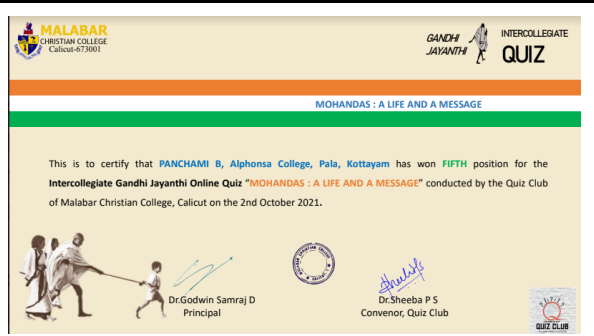 MALABAR
CHRISTIAN COLLEGE
Calicut-673001
GANDHI
JAYANTHI
INTERCOLLEGIATE
QUIZ
MOHANDAS : A LIFE AND A MESSAGE
This is to certify that PANCHAMI B, Alphonsa College, Pala, Kottayam has won FIFTH position for the
Intercollegiate Gandhi Jayanthi Online Quiz “MOHANDAS : A LIFE AND A MESSAGE” conducted by the Quiz Club
of Malabar Christian College, Calicut on the 2nd October 2021.
Dr.Godwin Samraj D
Principal
Dr.Sheeba P S
Convenor, Quiz Club
QUIZ CLUB